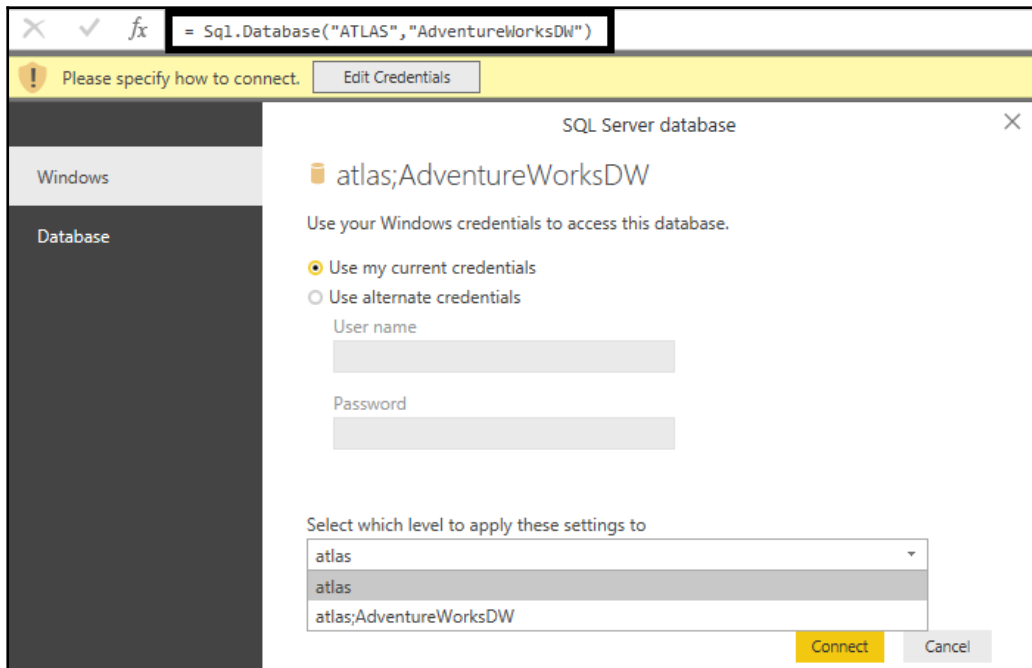 fx
= Sql.Database("ATLAS","AdventureWorksDW")
Please specify how to connect. Edit Credentials
SQL Server database
Windows
Database
atlas;AdventureWorksDW
Use your Windows credentials to access this database.
Use my current credentials
Use alternate credentials
User name
Password
Select which level to apply these settings to
atlas
atlas
atlas;AdventureWorksDW
Connect Cancel